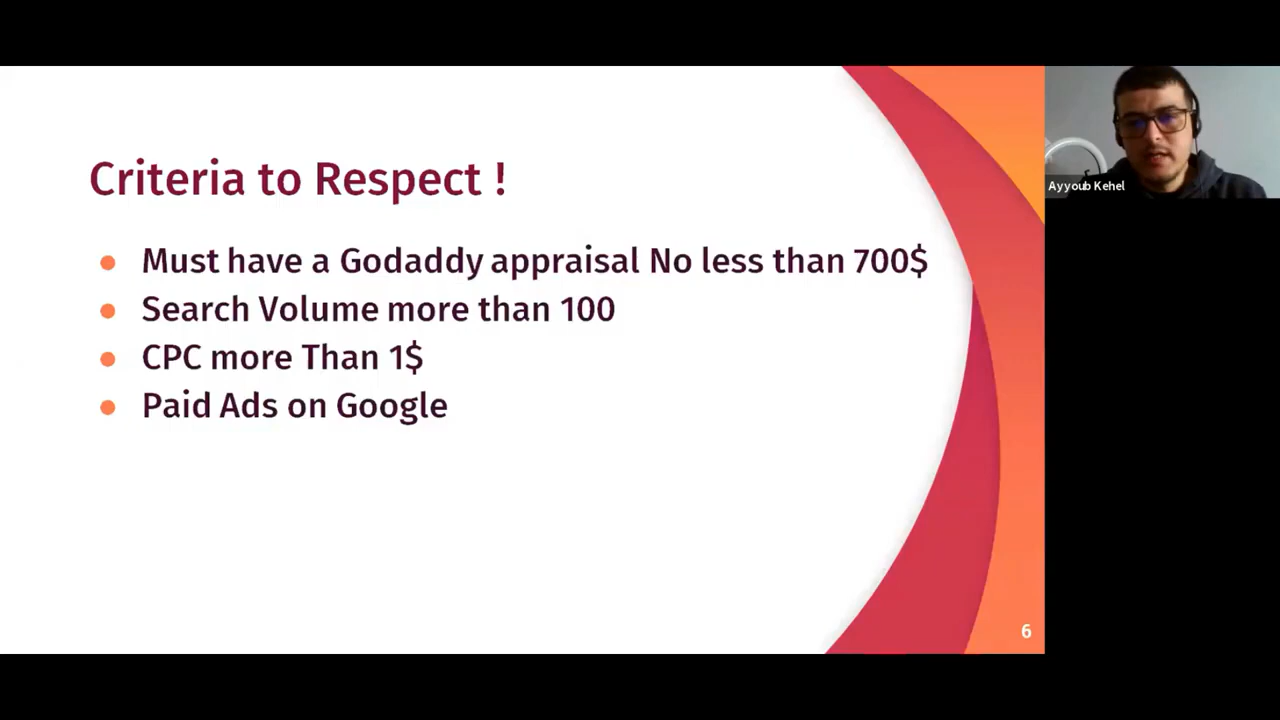 Criteria to Respect !
Must have a Godaddy appraisal No less than 700$
Search Volume more than 100
CPC more Than 1$
Paid Ads on Google
6
Ayyoub Kehel